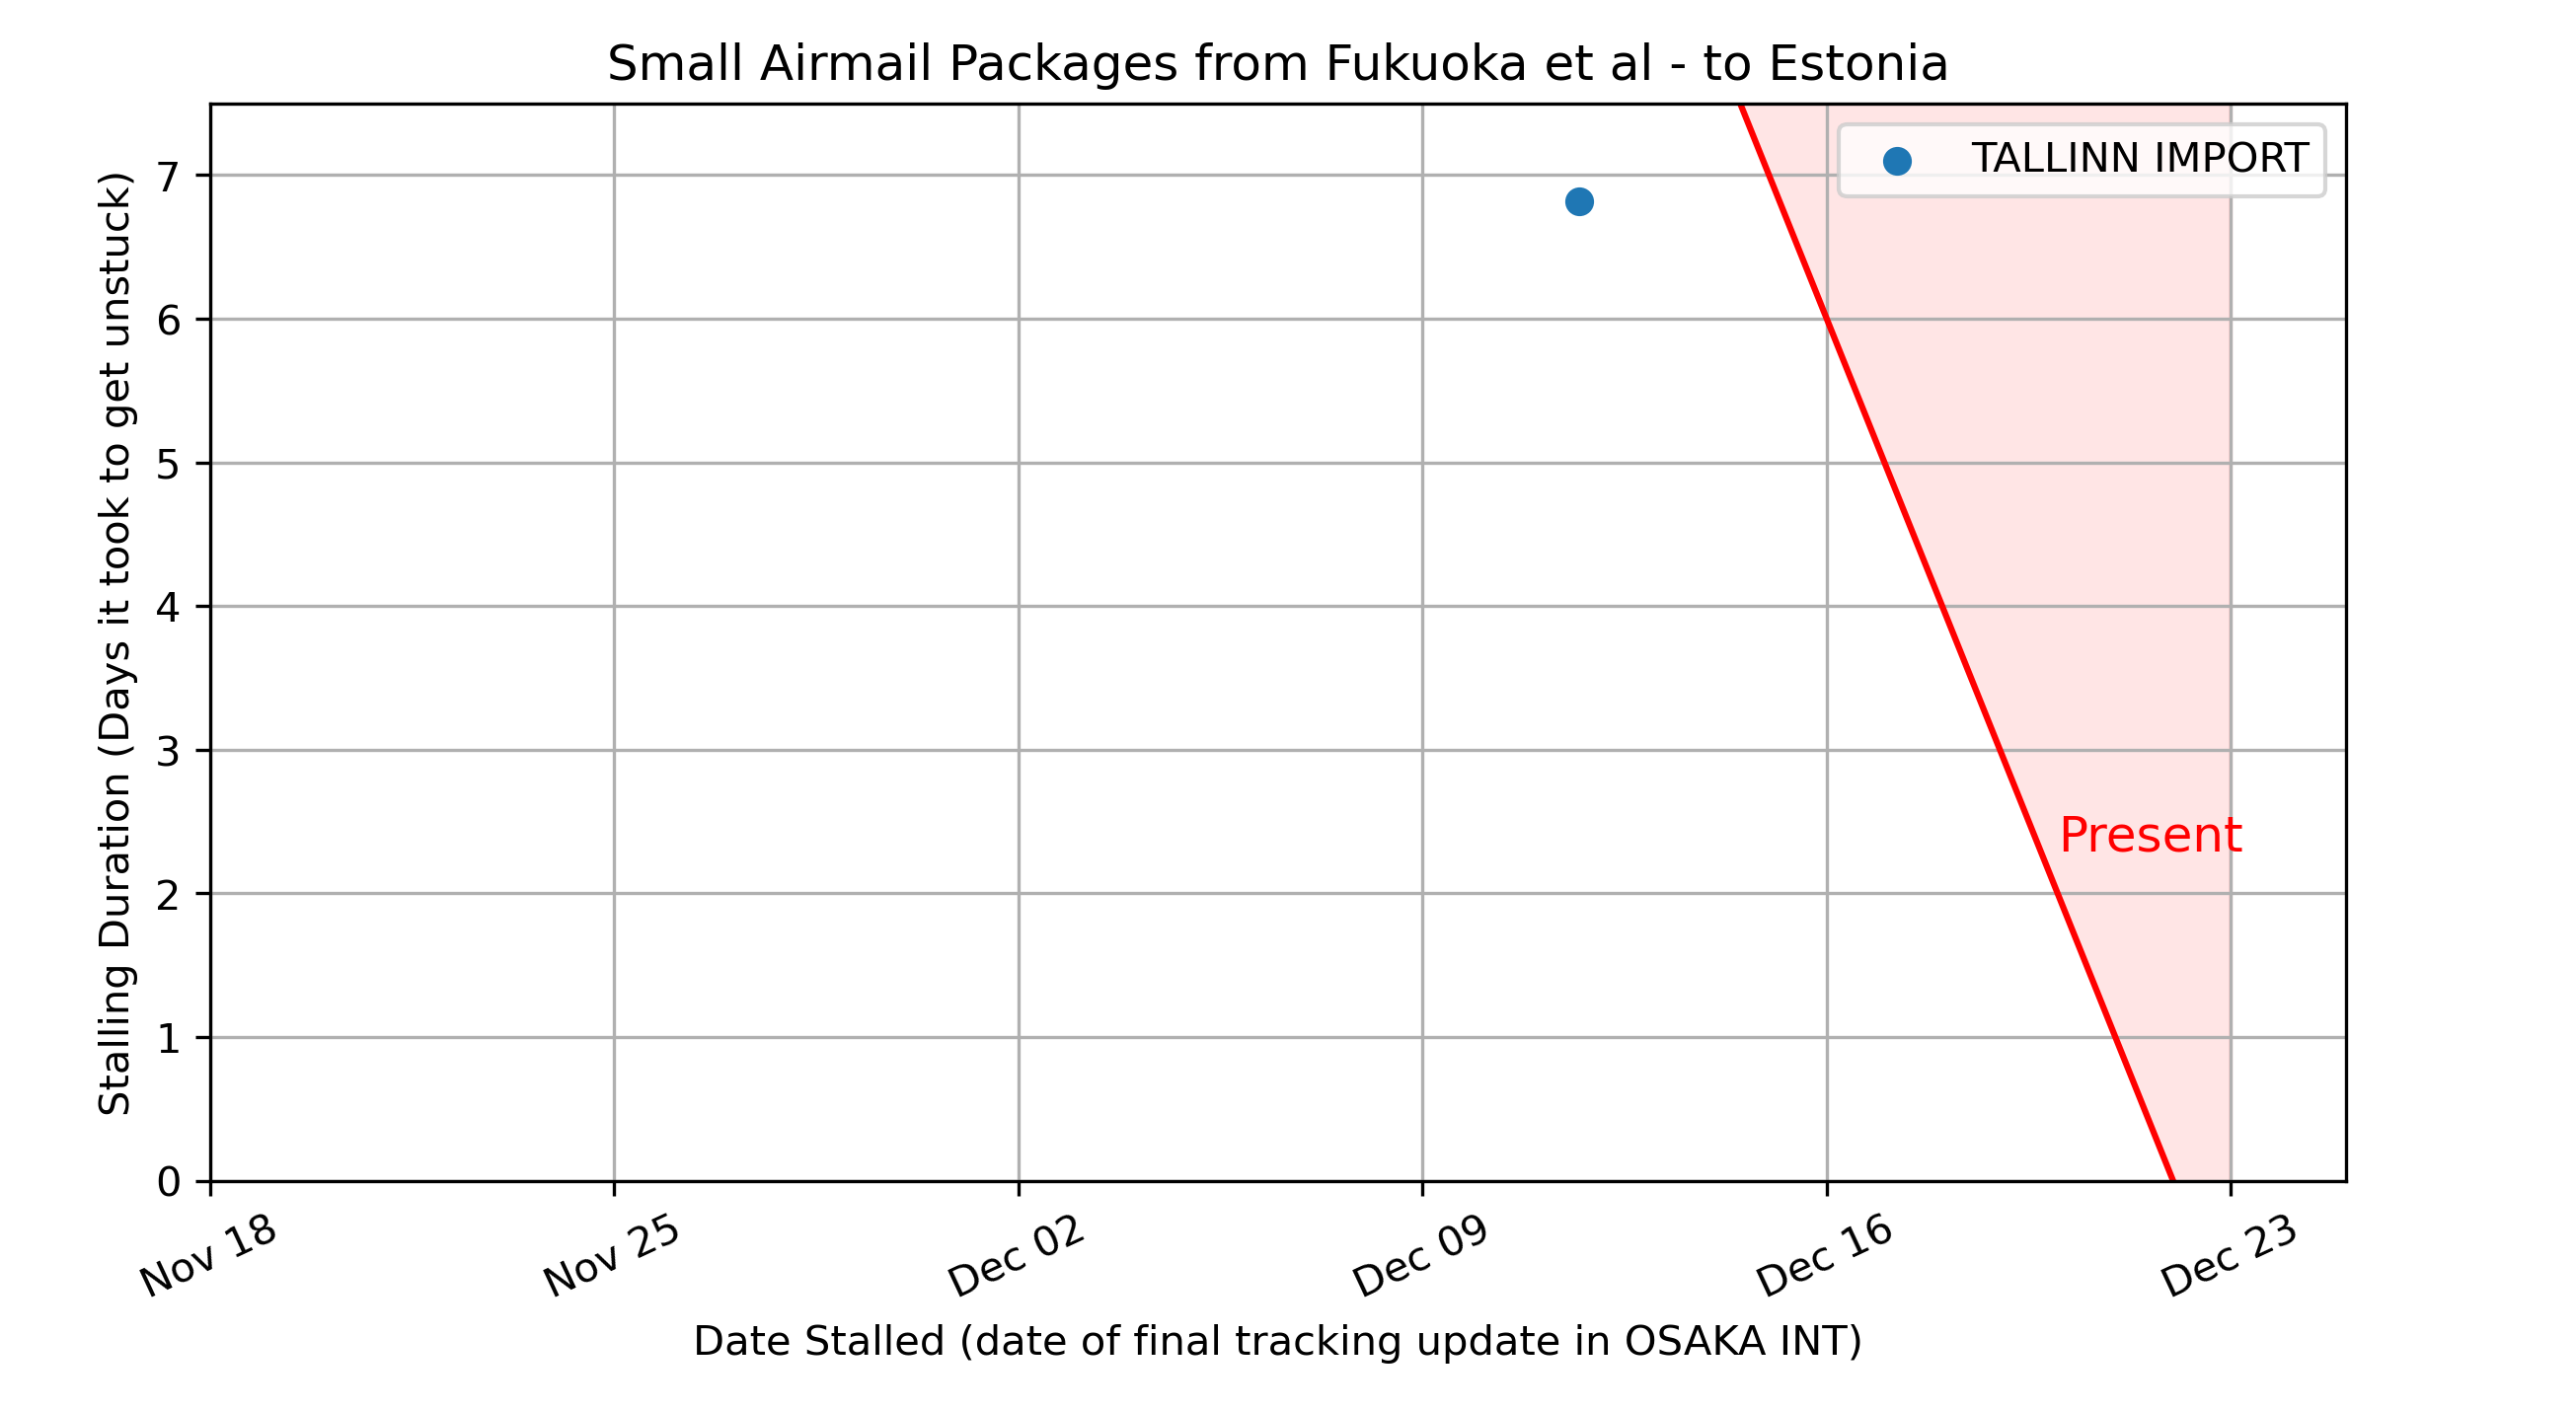 Small Airmail Packages from Fukuoka et al - to Estonia
TALLINN IMPORT
Stalling Duration (Days it took to get unstuck)
7
6
5
4
3
2
1
0
Present
Nov 18
Nov 25
Dec 02
Dec 09
Dec 16
Dec 23
Date Stalled (date of final tracking update in OSAKA INT)